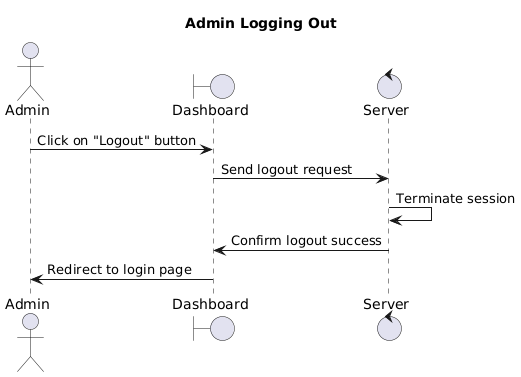 Admin Logging Out
Admin
Dashboard
Server
Click on "Logout" button
Send logout request
Terminate session
Confirm logout success
Redirect to login page
Admin
Dashboard
Server